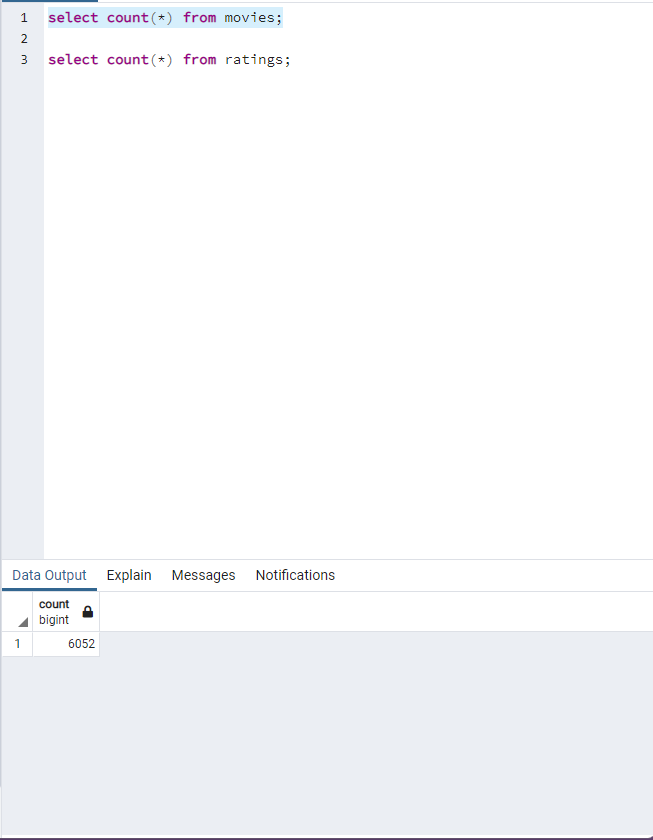 1 select count(*) from movies;
2
3 select count(*) from ratings;
Data Output Explain Messages Notifications
count
bigint
1 6052